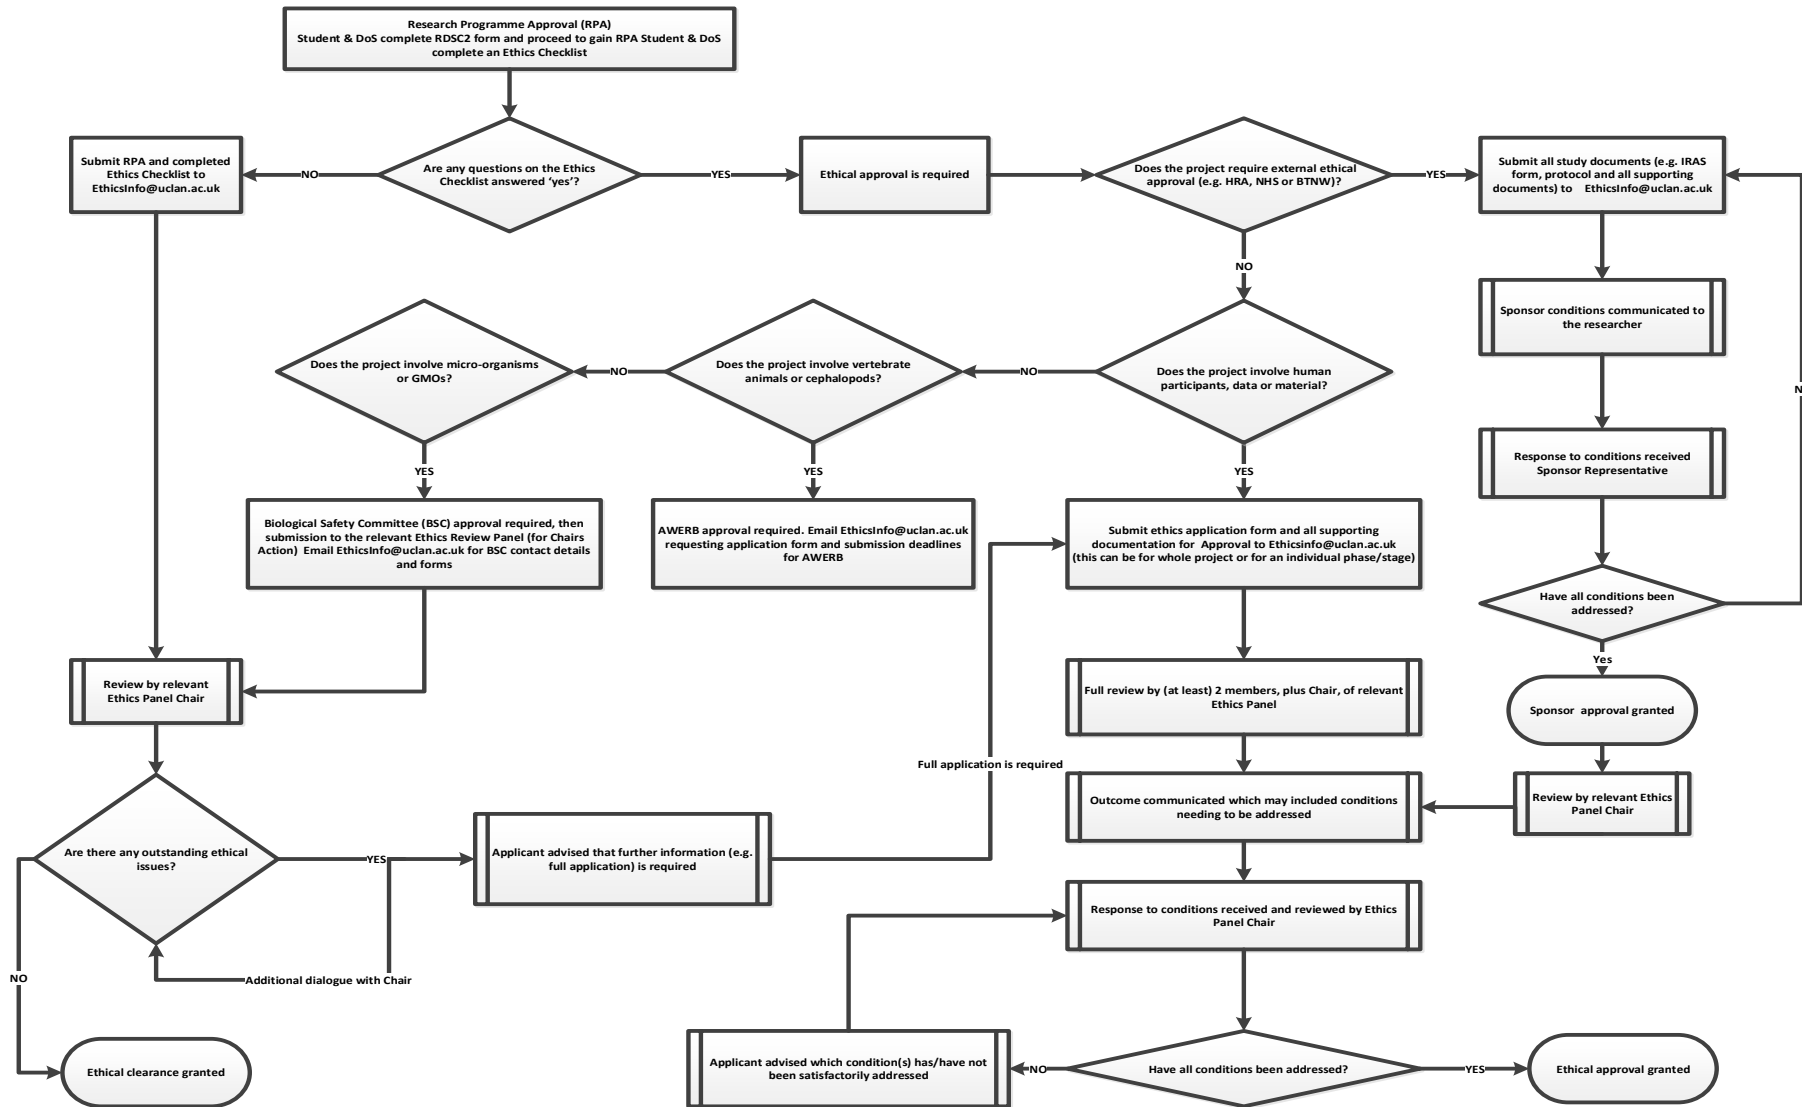 Research Programme Approval (RPA)
Student & DoS complete RDSC2 form and proceed to gain RPA Student & DoS
complete an Ethics Checklist
Submit RPA and completed
Ethics Checklist to
EthicsInfo@uclan.ac.uk
NO
Are any questions on the Ethics
Checklist answered ‘yes’?
YES
Ethical approval is required
Does the project require external ethical
approval (e.g. HRA, NHS or BTNW)?
YES
Submit all study documents (e.g. IRAS
form, protocol and all supporting
documents) to EthicsInfo@uclan.ac.uk
NO
Sponsor conditions communicated to
the researcher
Does the project involve micro-organisms
or GMOs?
NO
Does the project involve vertebrate
animals or cephalopods?
NO
Does the project involve human
participants, data or material?
N
YES
YES
YES
Response to conditions received
Sponsor Representative
Biological Safety Committee (BSC) approval required, then
submission to the relevant Ethics Review Panel (for Chairs
Action) Email EthicsInfo@uclan.ac.uk for BSC contact details
and forms
AWERB approval required. Email EthicsInfo@uclan.ac.uk
requesting application form and submission deadlines
for AWERB
Submit ethics application form and all supporting
documentation for Approval to Ethicsinfo@uclan.ac.uk
(this can be for whole project or for an individual phase/stage)
Have all conditions been
addressed?
Yes
Review by relevant
Ethics Panel Chair
Full review by (at least) 2 members, plus Chair, of relevant
Ethics Panel
Sponsor approval granted
Full application is required
Outcome communicated which may included conditions
needing to be addressed
Review by relevant Ethics
Panel Chair
Are there any outstanding ethical
issues?
YES
Applicant advised that further information (e.g.
full application) is required
Response to conditions received and reviewed by Ethics
Panel Chair
NO
Additional dialogue with Chair
Ethical clearance granted
Applicant advised which condition(s) has/have not
been satisfactorily addressed
NO
Have all conditions been addressed?
YES
Ethical approval granted